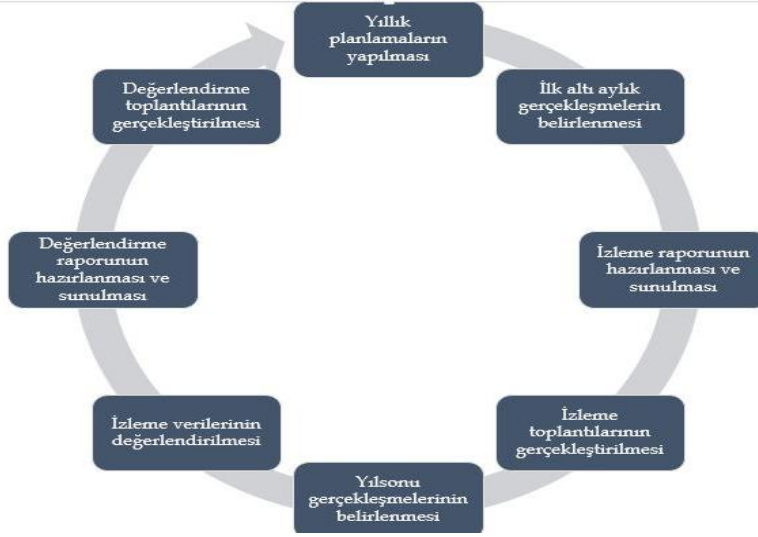 Yıllık
planlamaların
yapılması
İlk altı aylık
gerçekleşmelerin
belirlenmesi
İzleme raporunun
hazırlanması ve
sunulması
İzleme
toplantılarının
gerçekleştirilmesi
Yılsonu
gerçekleşmelerinin
belirlenmesi
İzleme verilerinin
değerlendirilmesi
Değerlendirme
raporunun
hazırlanması ve
sunulması
Değerlendirme
toplantılarının
gerçekleştirilmesi